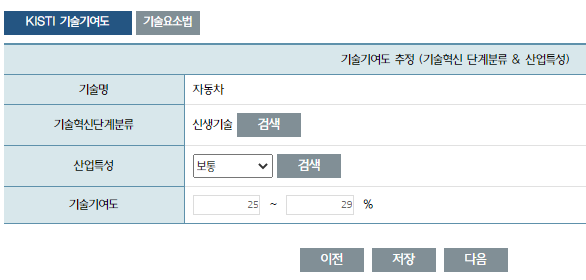 KISTI 기술기여도 기술요소법
기술기여도 추정 (기술혁신 단계분류 & 산업특성)
기술명 자동차
기술혁신단계분류 신생기술 검색
산업특성 보통 검색
기술기여도 25 ~ 29 %
이전 저장 다음